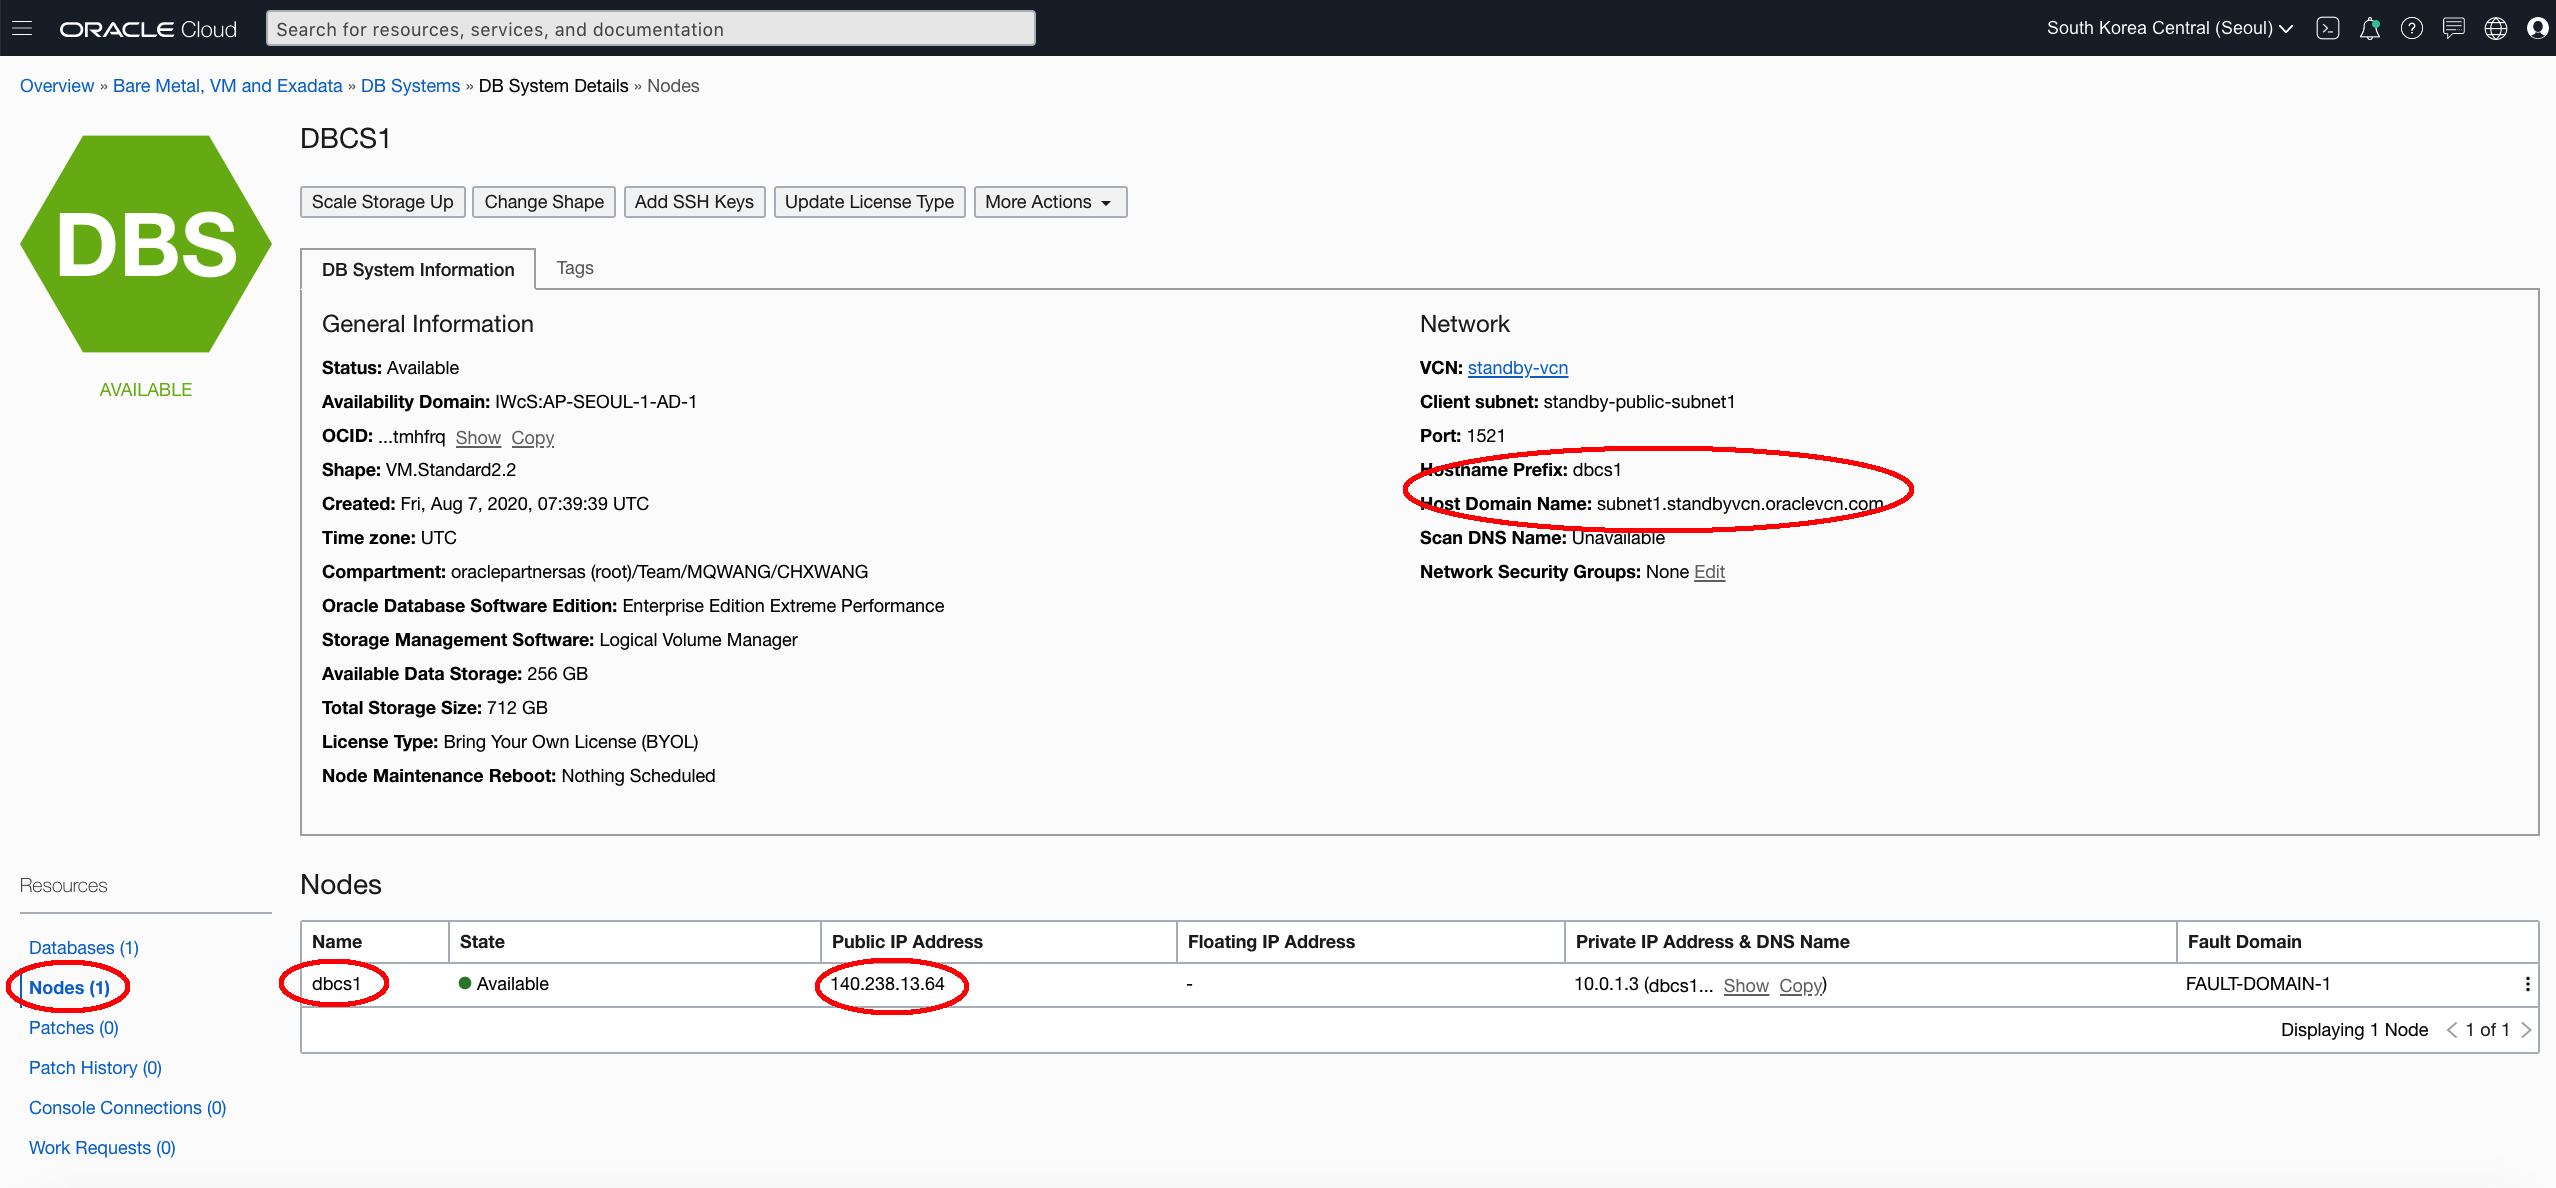 ORACLE Cloud
Search for resources, services, and documentation
South Korea Central (Seoul)
Overview » Bare Metal, VM and Exadata » DB Systems » DB System Details » Nodes
DBS
AVAILABLE
DBCS1
Scale Storage Up
Change Shape
Add SSH Keys
Update License Type
More Actions
DB System Information
Tags
General Information
Status: Available
Availability Domain: IWcS:AP-SEOUL-1-AD-1
OCID: ...tmhfrq Show Copy
Shape: VM.Standard2.2
Created: Fri, Aug 7, 2020, 07:39:39 UTC
Time zone: UTC
Compartment: oraclepartnersas (root)/Team/MQWANG/CHXWANG
Oracle Database Software Edition: Enterprise Edition Extreme Performance
Storage Management Software: Logical Volume Manager
Available Data Storage: 256 GB
Total Storage Size: 712 GB
License Type: Bring Your Own License (BYOL)
Node Maintenance Reboot: Nothing Scheduled
Network
VCN: standby-vcn
Client subnet: standby-public-subnet1
Port: 1521
Hostname Prefix: dbcs1
Host Domain Name: subnet1.standbyvcn.oraclevcn.com
Scan DNS Name: Unavailable
Network Security Groups: None Edit
Resources
Databases (1)
Nodes (1)
Patches (0)
Patch History (0)
Console Connections (0)
Work Requests (0)
Nodes
Name State Public IP Address Floating IP Address Private IP Address & DNS Name Fault Domain
dbcs1 Available 140.238.13.64 - 10.0.1.3 (dbcs1... Show Copy) FAULT-DOMAIN-1
Displaying 1 Node < 1 of 1 >